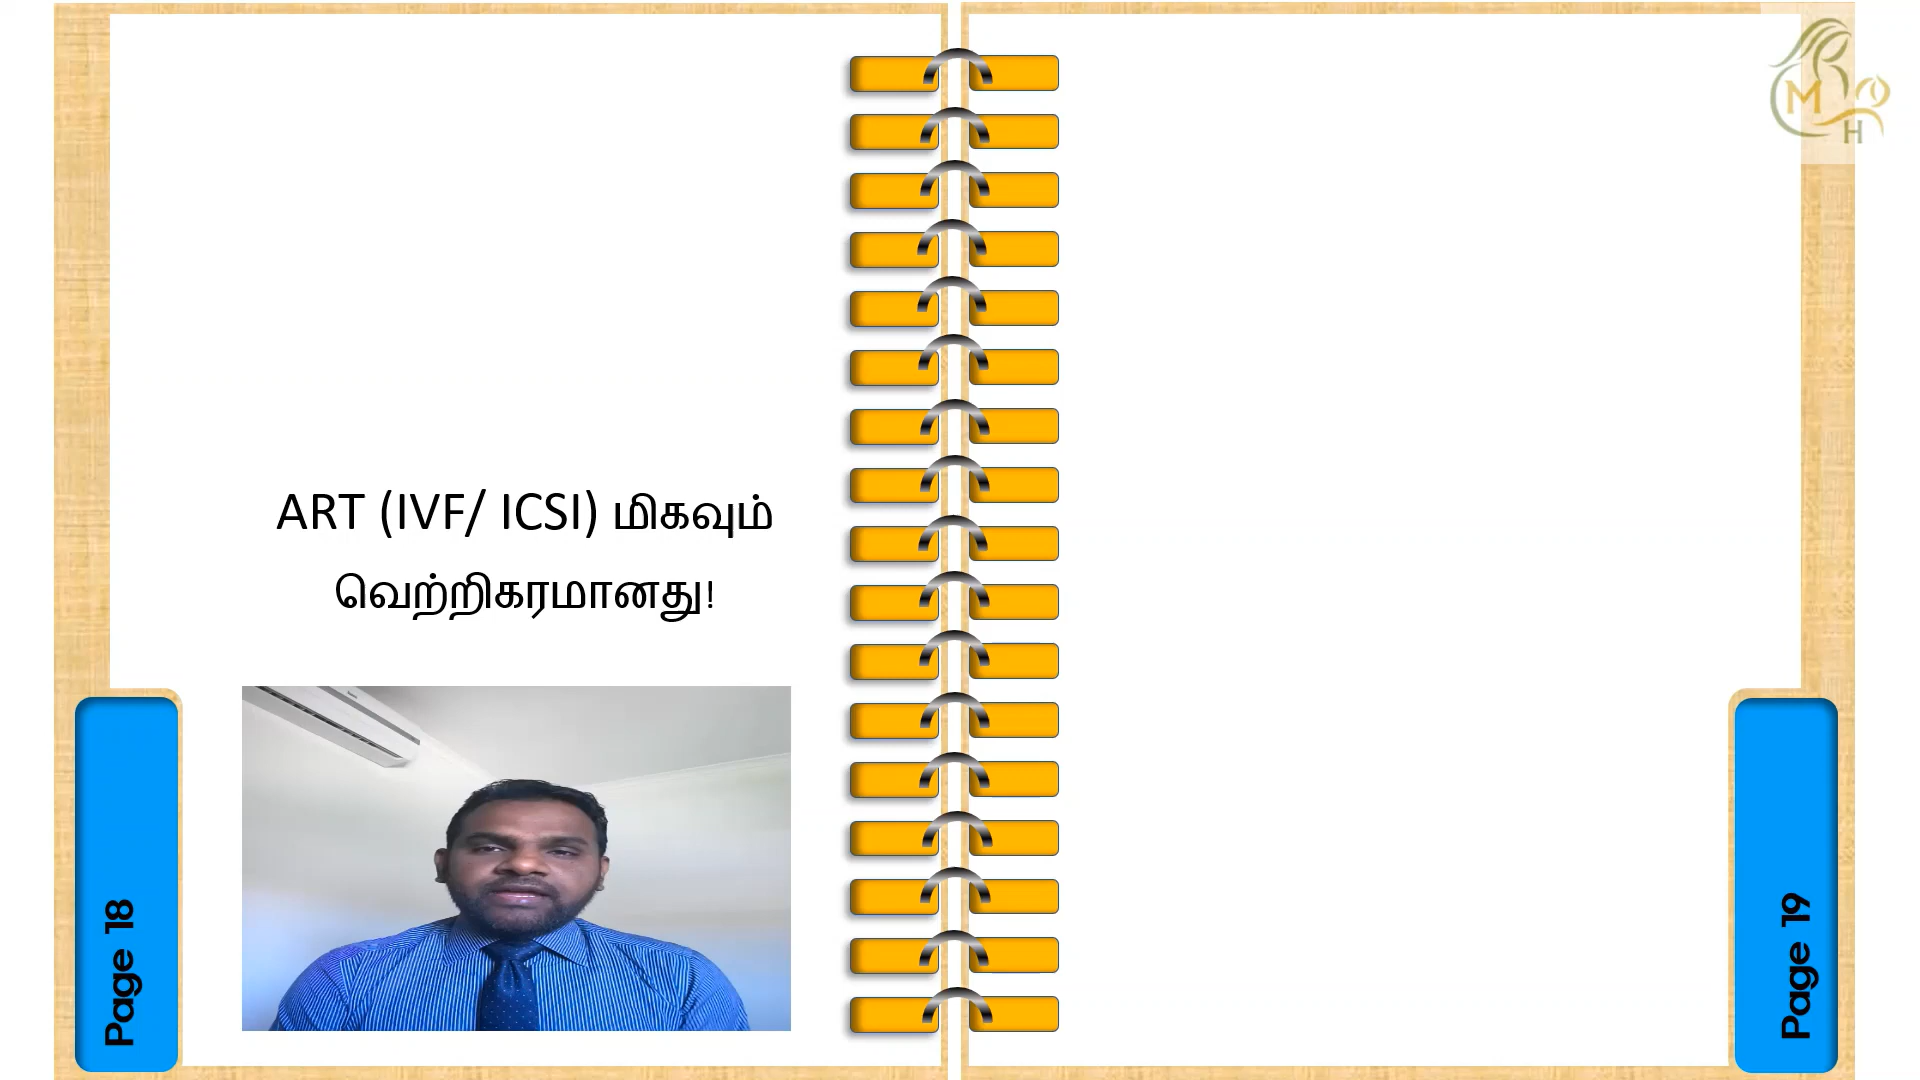 ART (IVF/ ICSI) மிகவும்
வெற்றிகரமானது!
Page 18
Page 19
M
H